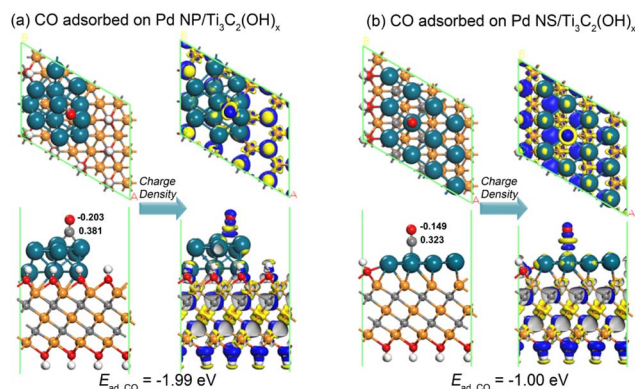 (a) CO adsorbed on Pd NP/Ti3C2(OH)x
(b) CO adsorbed on Pd NS/Ti3C2(OH)x
Charge
Density
Charge
Density
-0.203
0.381
-0.149
0.323
Ead_CO = -1.99 eV
Ead_CO = -1.00 eV